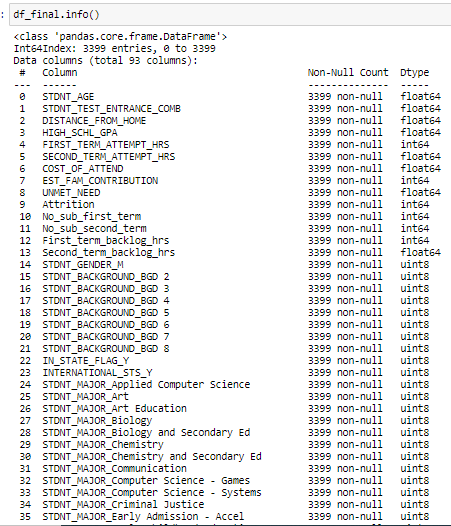 : df_final.info()
<class 'pandas.core.frame.DataFrame'>
Int64Index: 3399 entries, 0 to 3399
Data columns (total 93 columns):
 #   Column                                Non-Null Count  Dtype
---  ------                                --------------  -----
 0   STDNT_AGE                             3399 non-null   float64
 1   STDNT_TEST_ENTRANCE_COMB              3399 non-null   float64
 2   DISTANCE_FROM_HOME                    3399 non-null   float64
 3   HIGH_SCHL_GPA                         3399 non-null   float64
 4   FIRST_TERM_ATTEMPT_HRS                3399 non-null   int64
 5   SECOND_TERM_ATTEMPT_HRS               3399 non-null   float64
 6   COST_OF_ATTEND                        3399 non-null   float64
 7   EST_FAM_CONTRIBUTION                  3399 non-null   int64
 8   UNMET_NEED                            3399 non-null   float64
 9   Attrition                             3399 non-null   int64
 10  No_sub_first_term                     3399 non-null   int64
 11  No_sub_second_term                    3399 non-null   int64
 12  First_term_backlog_hrs                3399 non-null   int64
 13  Second_term_backlog_hrs               3399 non-null   float64
 14  STDNT_GENDER_M                        3399 non-null   uint8
 15  STDNT_BACKGROUND_BGD 2                3399 non-null   uint8
 16  STDNT_BACKGROUND_BGD 3                3399 non-null   uint8
 17  STDNT_BACKGROUND_BGD 4                3399 non-null   uint8
 18  STDNT_BACKGROUND_BGD 5                3399 non-null   uint8
 19  STDNT_BACKGROUND_BGD 6                3399 non-null   uint8
 20  STDNT_BACKGROUND_BGD 7                3399 non-null   uint8
 21  STDNT_BACKGROUND_BGD 8                3399 non-null   uint8
 22  IN_STATE_FLAG_Y                       3399 non-null   uint8
 23  INTERNATIONAL_STS_Y                   3399 non-null   uint8
 24  STDNT_MAJOR_Applied Computer Science  3399 non-null   uint8
 25  STDNT_MAJOR_Art                       3399 non-null   uint8
 26  STDNT_MAJOR_Art Education             3399 non-null   uint8
 27  STDNT_MAJOR_Biology                   3399 non-null   uint8
 28  STDNT_MAJOR_Biology and Secondary Ed  3399 non-null   uint8
 29  STDNT_MAJOR_Chemistry                 3399 non-null   uint8
 30  STDNT_MAJOR_Chemistry and Secondary Ed 3399 non-null   uint8
 31  STDNT_MAJOR_Communication             3399 non-null   uint8
 32  STDNT_MAJOR_Computer Science - Games  3399 non-null   uint8
 33  STDNT_MAJOR_Computer Science - Systems 3399 non-null   uint8
 34  STDNT_MAJOR_Criminal Justice          3399 non-null   uint8
 35  STDNT_MAJOR_Early Admission - Accel   3399 non-null   uint8